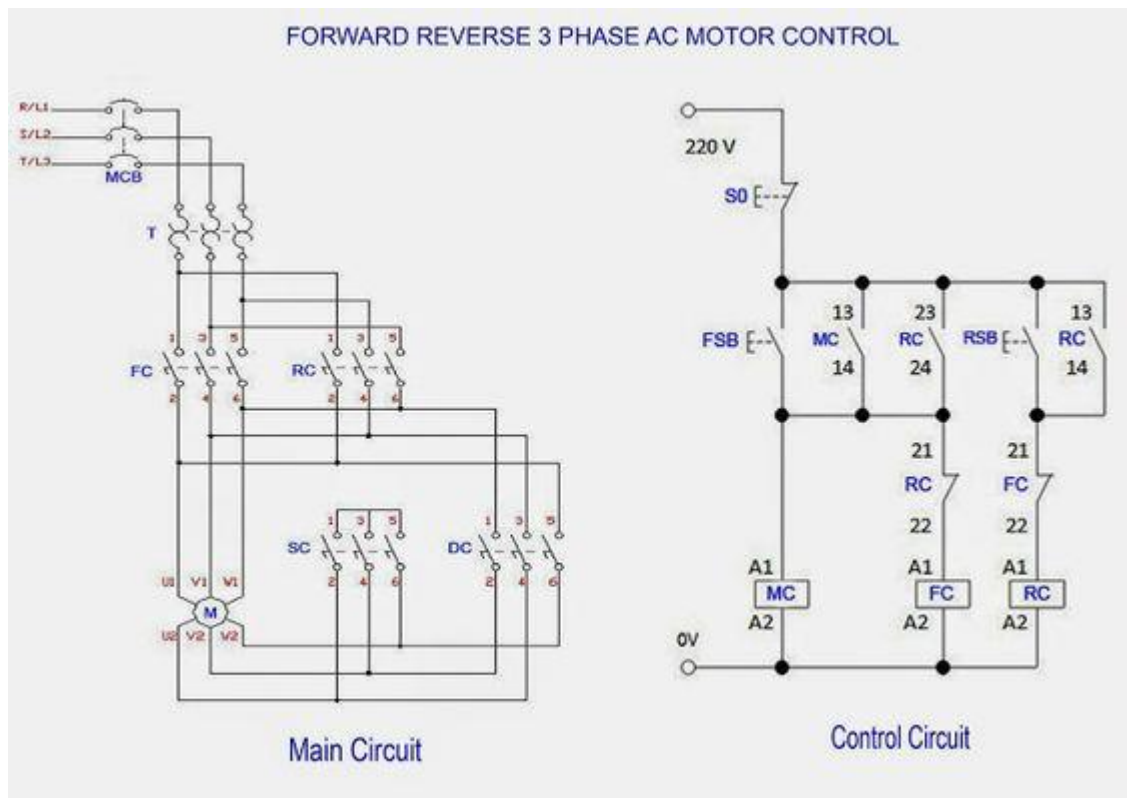 FORWARD REVERSE 3 PHASE AC MOTOR CONTROL
R/L1
S/L2
T/L3
MCB
T
1 3 5
FC
2 4 6
1 3 5
RC
2 4 6
1 3 5
SC
2 4 6
1 3 5
DC
2 4 6
U1 V1 W1
M
U2 V2 W2
Main Circuit
220 V
S0
13 23 13
FSB MC RC RSB RC
14 24 14
21 21
RC FC
22 22
A1 A1 A1
MC FC RC
A2 A2 A2
0V
Control Circuit